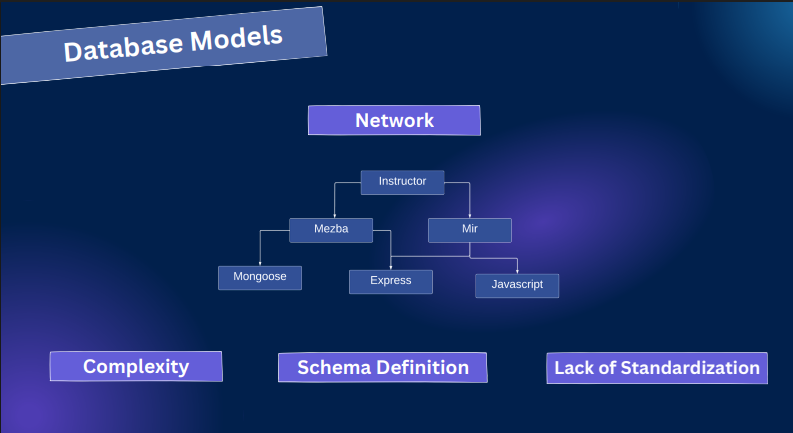 Database Models
Network
Instructor
Mezba
Mir
Mongoose
Express
Javascript
Complexity
Schema Definition
Lack of Standardization